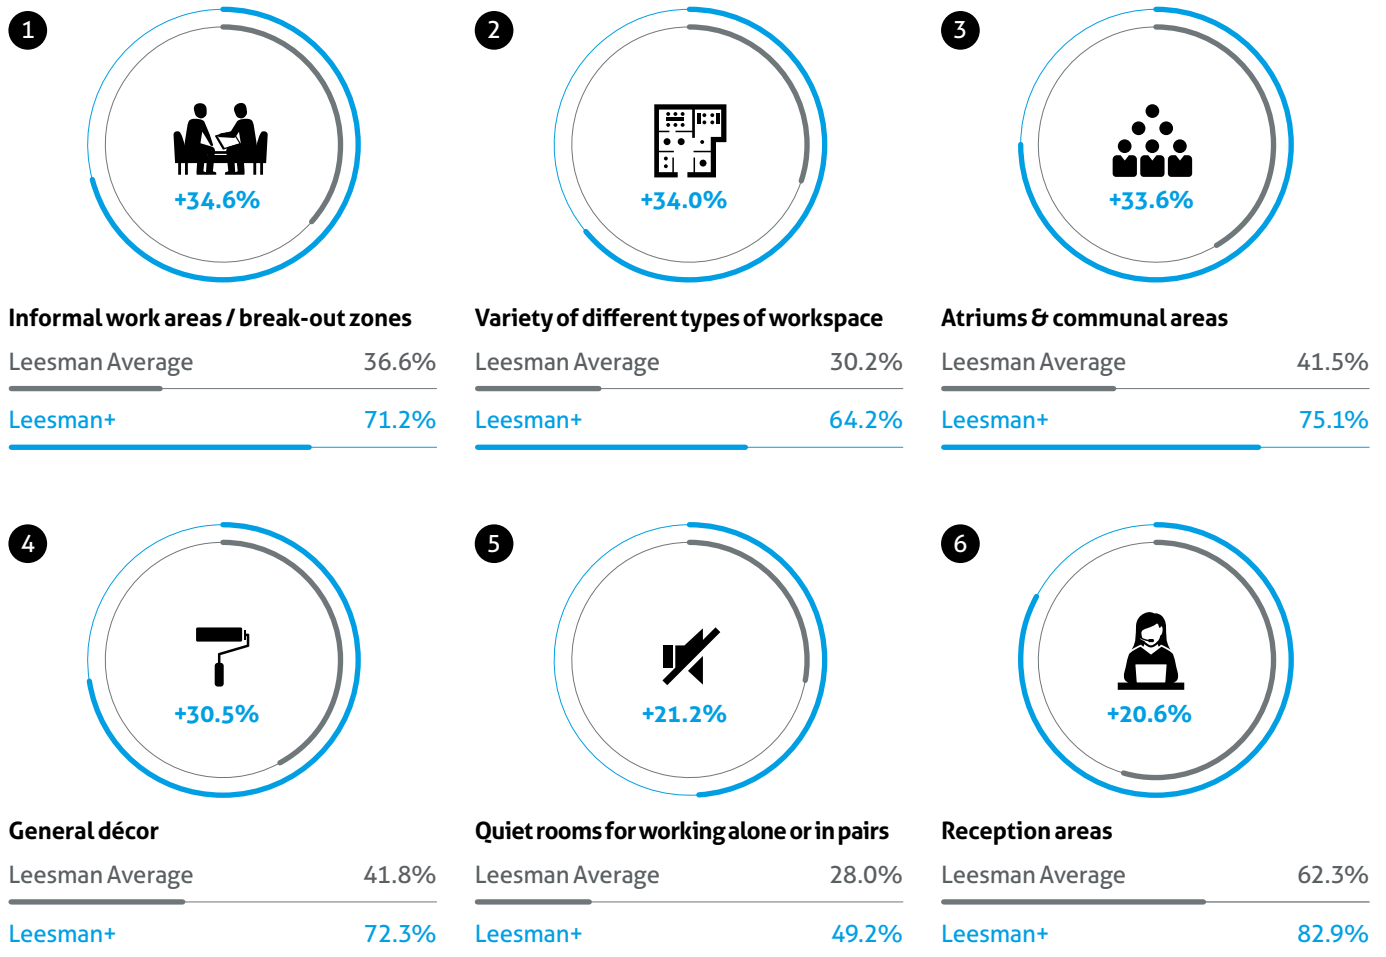 1
+34.6%
Informal work areas / break-out zones
Leesman Average 36.6%
Leesman+ 71.2%
2
+34.0%
Variety of different types of workspace
Leesman Average 30.2%
Leesman+ 64.2%
3
+33.6%
Atriums & communal areas
Leesman Average 41.5%
Leesman+ 75.1%
4
+30.5%
General décor
Leesman Average 41.8%
Leesman+ 72.3%
5
+21.2%
Quiet rooms for working alone or in pairs
Leesman Average 28.0%
Leesman+ 49.2%
6
+20.6%
Reception areas
Leesman Average 62.3%
Leesman+ 82.9%